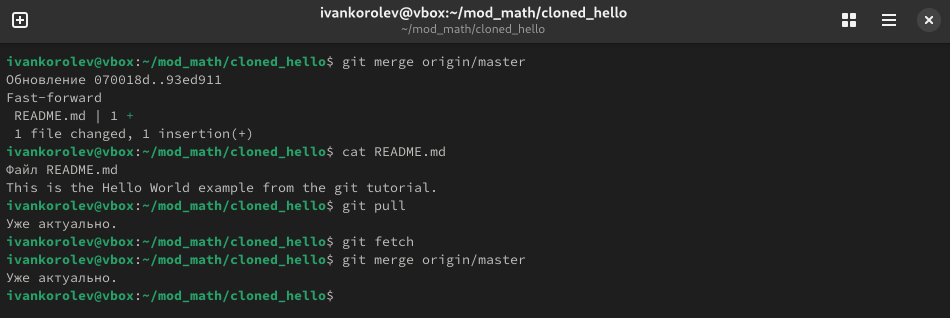 ivankorolev@vbox:~/mod_math/cloned_hello
~/mod_math/cloned_hello
ivankorolev@vbox:~/mod_math/cloned_hello$ git merge origin/master
Обновление 070018d..93ed911
Fast-forward
 README.md | 1 +
 1 file changed, 1 insertion(+)
ivankorolev@vbox:~/mod_math/cloned_hello$ cat README.md
Файл README.md
This is the Hello World example from the git tutorial.
ivankorolev@vbox:~/mod_math/cloned_hello$ git pull
Уже актуально.
ivankorolev@vbox:~/mod_math/cloned_hello$ git fetch
ivankorolev@vbox:~/mod_math/cloned_hello$ git merge origin/master
Уже актуально.
ivankorolev@vbox:~/mod_math/cloned_hello$